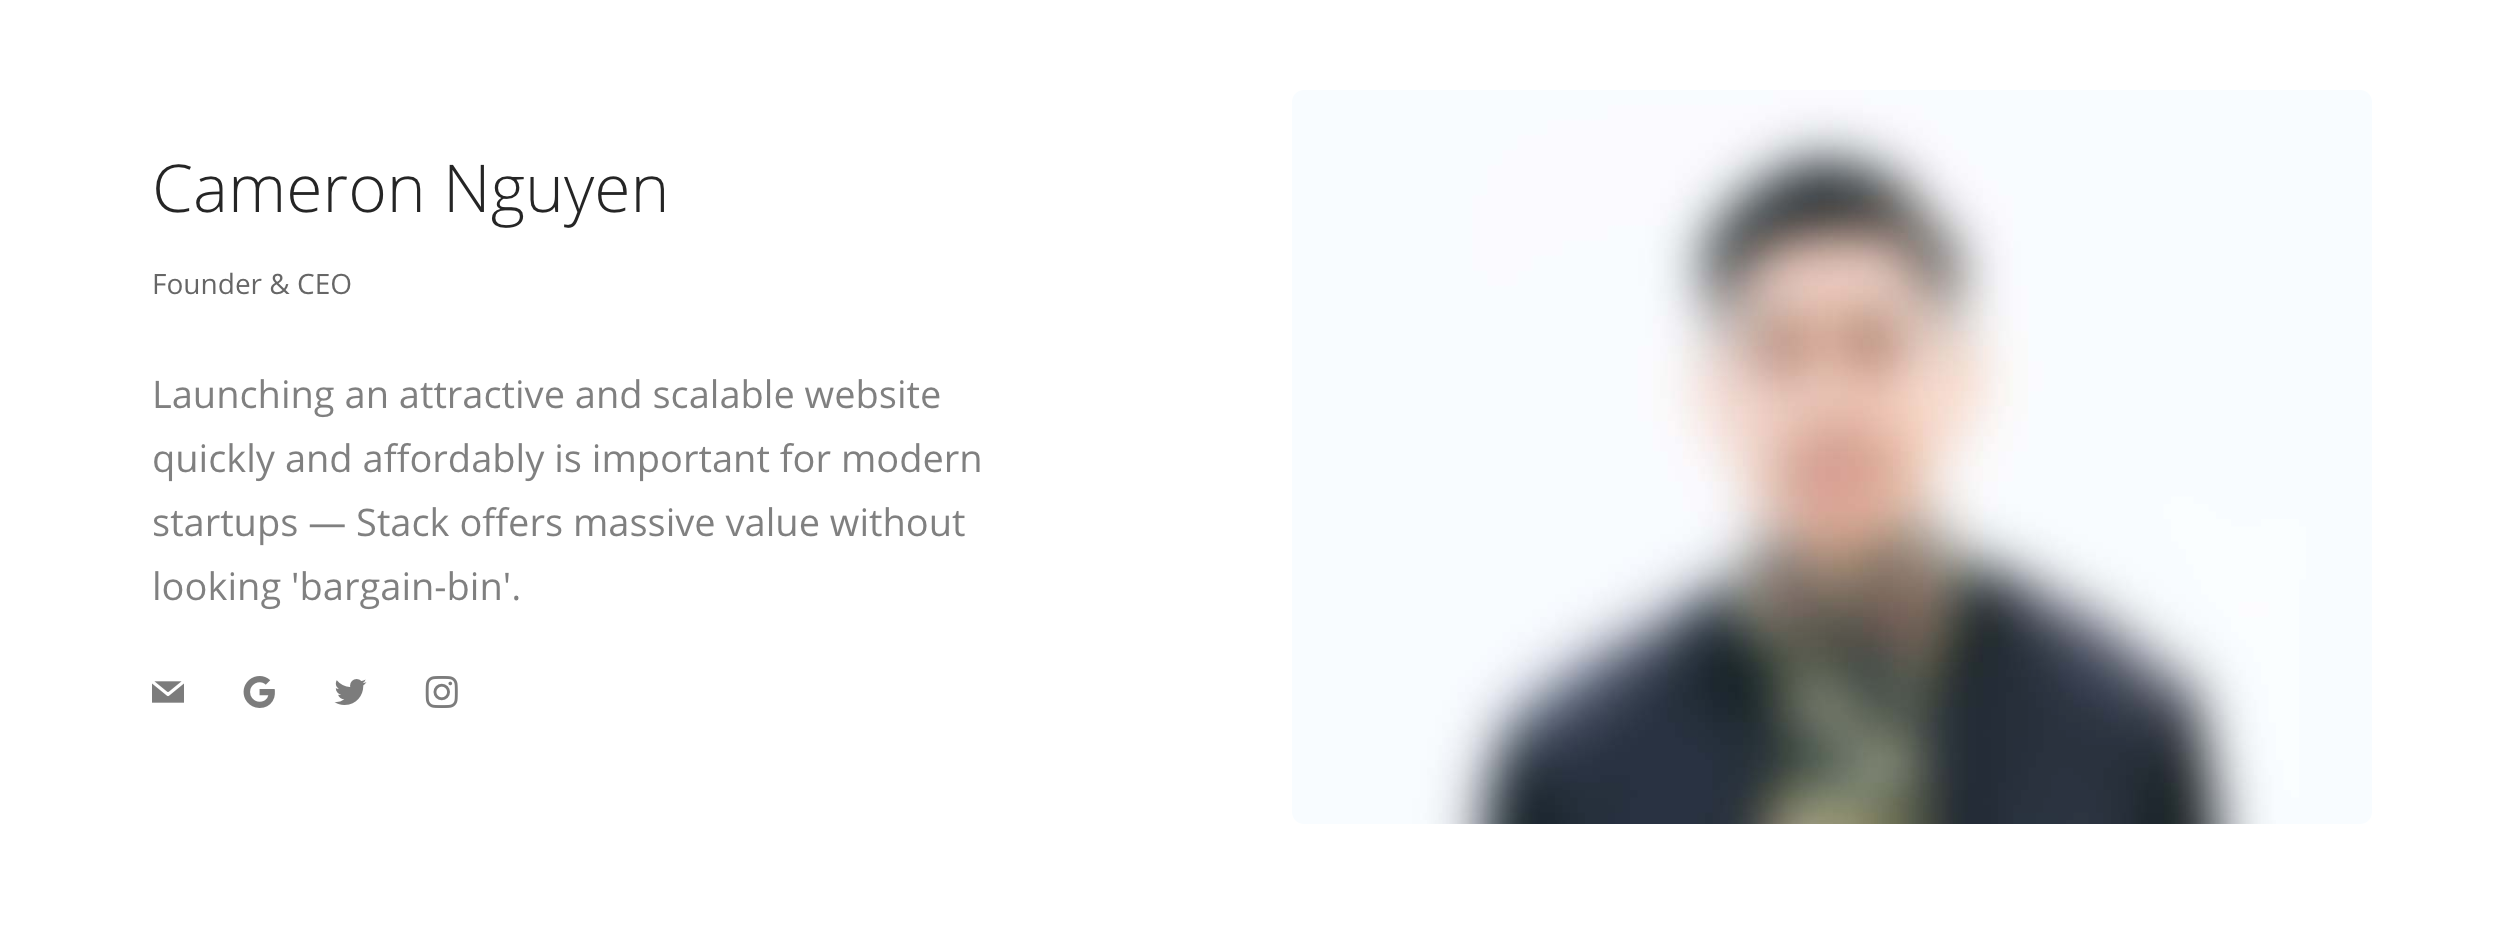 Cameron Nguyen
Founder & CEO
Launching an attractive and scalable website
quickly and affordably is important for modern
startups — Stack offers massive value without
looking 'bargain-bin'.